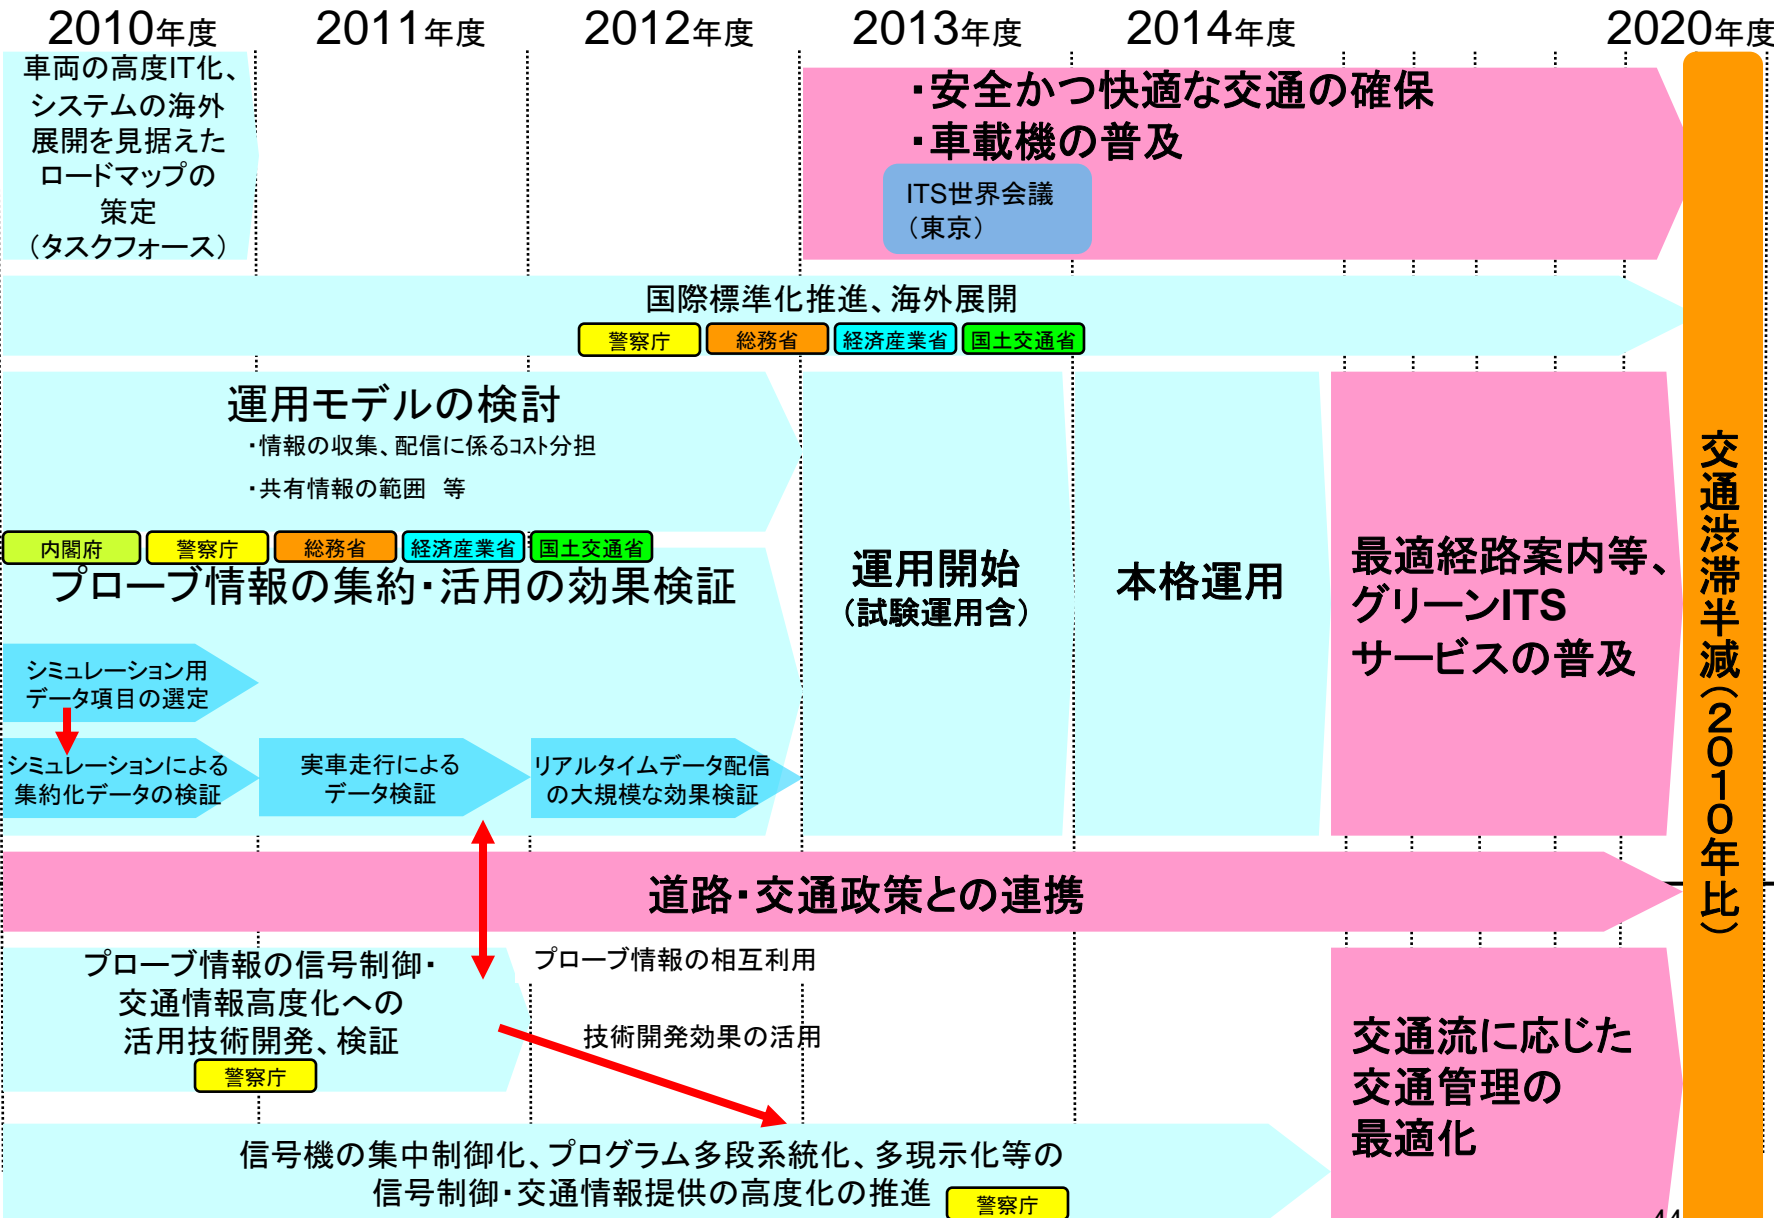 2010年度
2011年度
2012年度
2013年度
2014年度
2020年度
車両の高度IT化、
システムの海外
展開を見据えた
ロードマップの
策定
（タスクフォース）
・安全かつ快適な交通の確保
・車載機の普及
ITS世界会議
（東京）
国際標準化推進、海外展開
警察庁
総務省
経済産業省
国土交通省
運用モデルの検討
・情報の収集、配信に係るコスト分担
・共有情報の範囲　等
内閣府
警察庁
総務省
経済産業省
国土交通省
プローブ情報の集約・活用の効果検証
シミュレーション用
データ項目の選定
シミュレーションによる
集約化データの検証
実車走行による
データ検証
リアルタイムデータ配信
の大規模な効果検証
運用開始
（試験運用含）
本格運用
最適経路案内等、
グリーンITS
サービスの普及
交通渋滞半減（２０１０年比）
道路・交通政策との連携
プローブ情報の信号制御・
交通情報高度化への
活用技術開発、検証
警察庁
プローブ情報の相互利用
技術開発効果の活用
交通流に応じた
交通管理の
最適化
信号機の集中制御化、プログラム多段系統化、多現示化等の
信号制御・交通情報提供の高度化の推進
警察庁
44